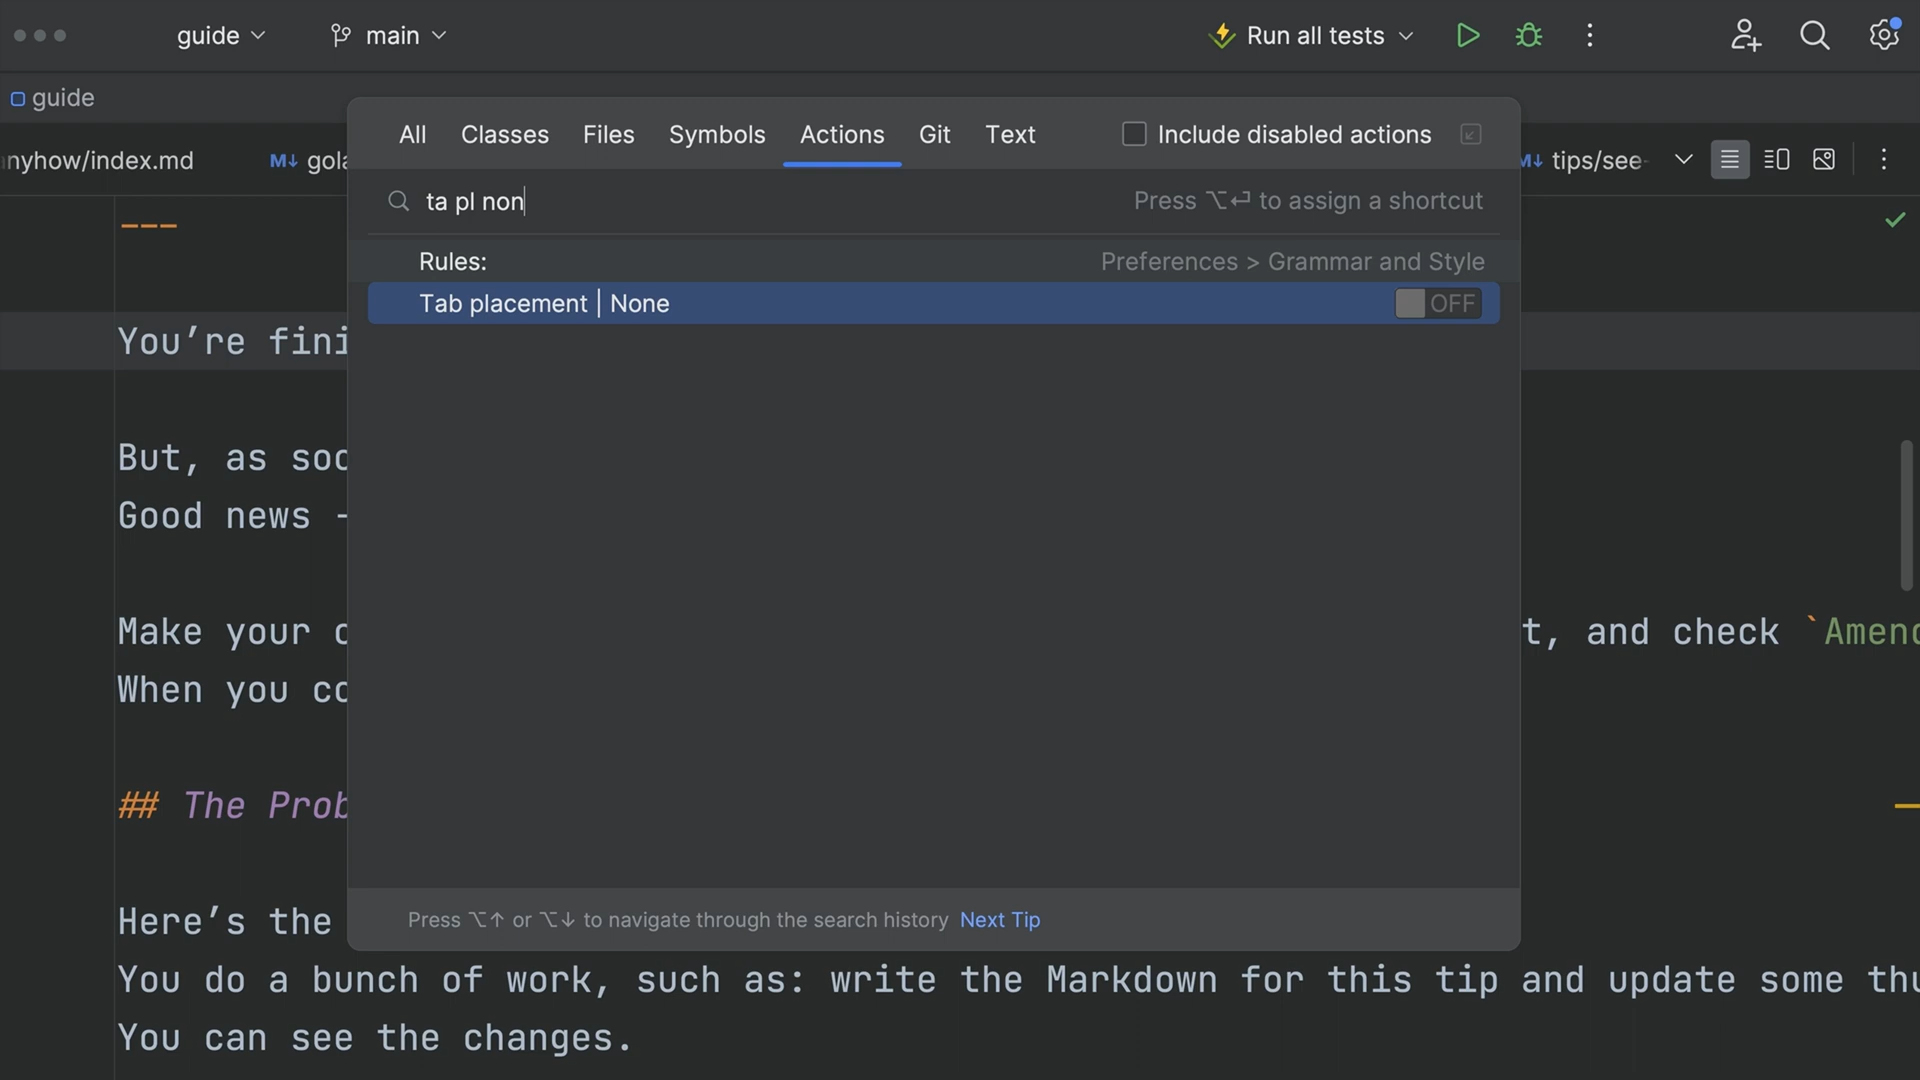 guide main Run all tests
guide
nyhow/index.md M↓ gola M↓ tips/see
All Classes Files Symbols Actions Git Text Include disabled actions
ta pl non Press ⌥⏎ to assign a shortcut
Rules: Preferences > Grammar and Style
Tab placement | None OFF
---
You’re fini
But, as soo
Good news -
Make your c t, and check `Amend
When you co
## The Prob
Here’s the
Press ⌥↑ or ⌥↓ to navigate through the search history Next Tip
You do a bunch of work, such as: write the Markdown for this tip and update some thu
You can see the changes.